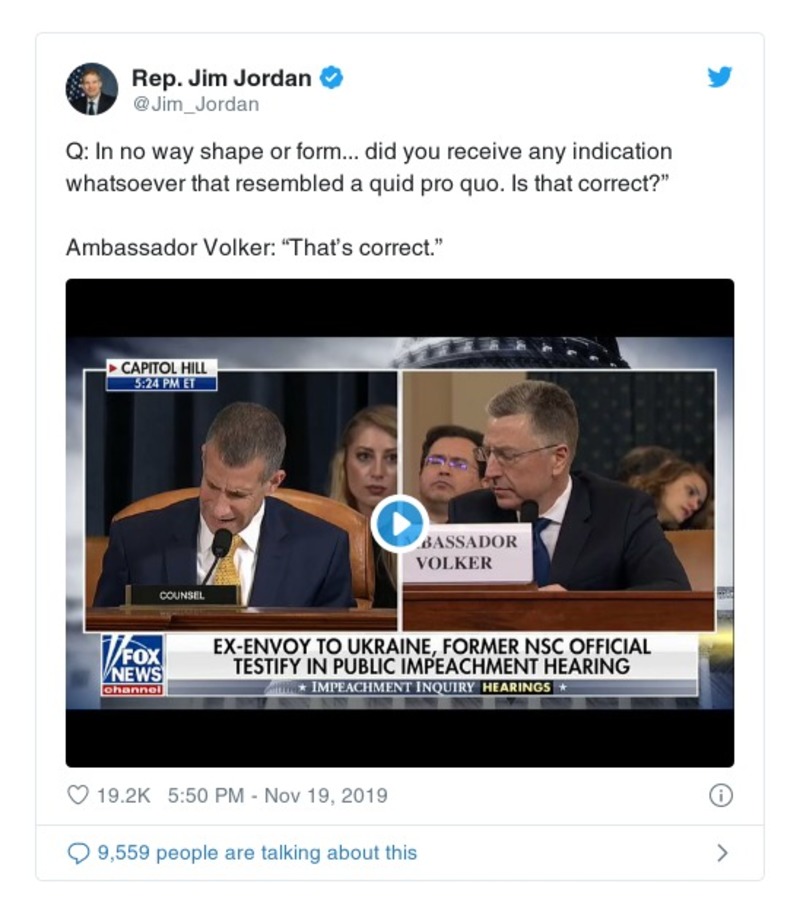 Rep. Jim Jordan
@Jim_Jordan
Q: In no way shape or form... did you receive any indication
whatsoever that resembled a quid pro quo. Is that correct?”
Ambassador Volker: “That’s correct.”
CAPITOL HILL
5:24 PM ET
BASSADOR
VOLKER
COUNSEL
FOX
NEWS
channel
EX-ENVOY TO UKRAINE, FORMER NSC OFFICIAL
TESTIFY IN PUBLIC IMPEACHMENT HEARING
IMPEACHMENT INQUIRY HEARINGS
19.2K 5:50 PM - Nov 19, 2019
9,559 people are talking about this